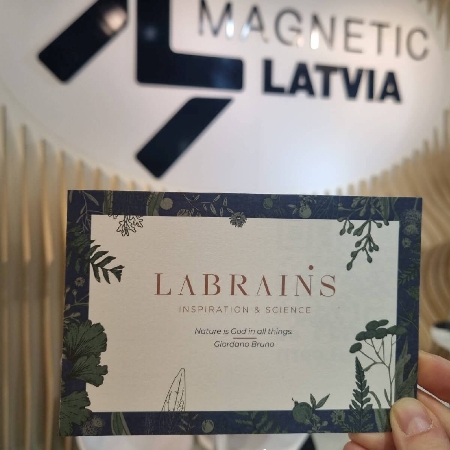 MAGNETIC
LATVIA
LABRAINS
INSPIRATION & SCIENCE
Nature is God in all things.
Giordano Bruno